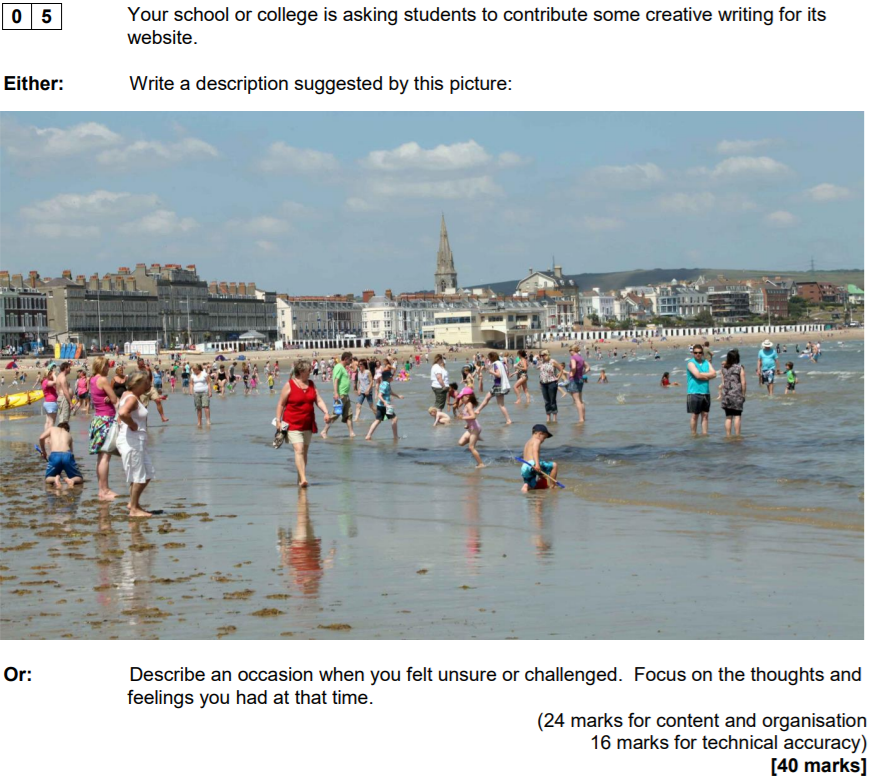 0 5 Your school or college is asking students to contribute some creative writing for its
website.
Either: Write a description suggested by this picture:
Or: Describe an occasion when you felt unsure or challenged. Focus on the thoughts and
feelings you had at that time.
(24 marks for content and organisation
16 marks for technical accuracy)
[40 marks]